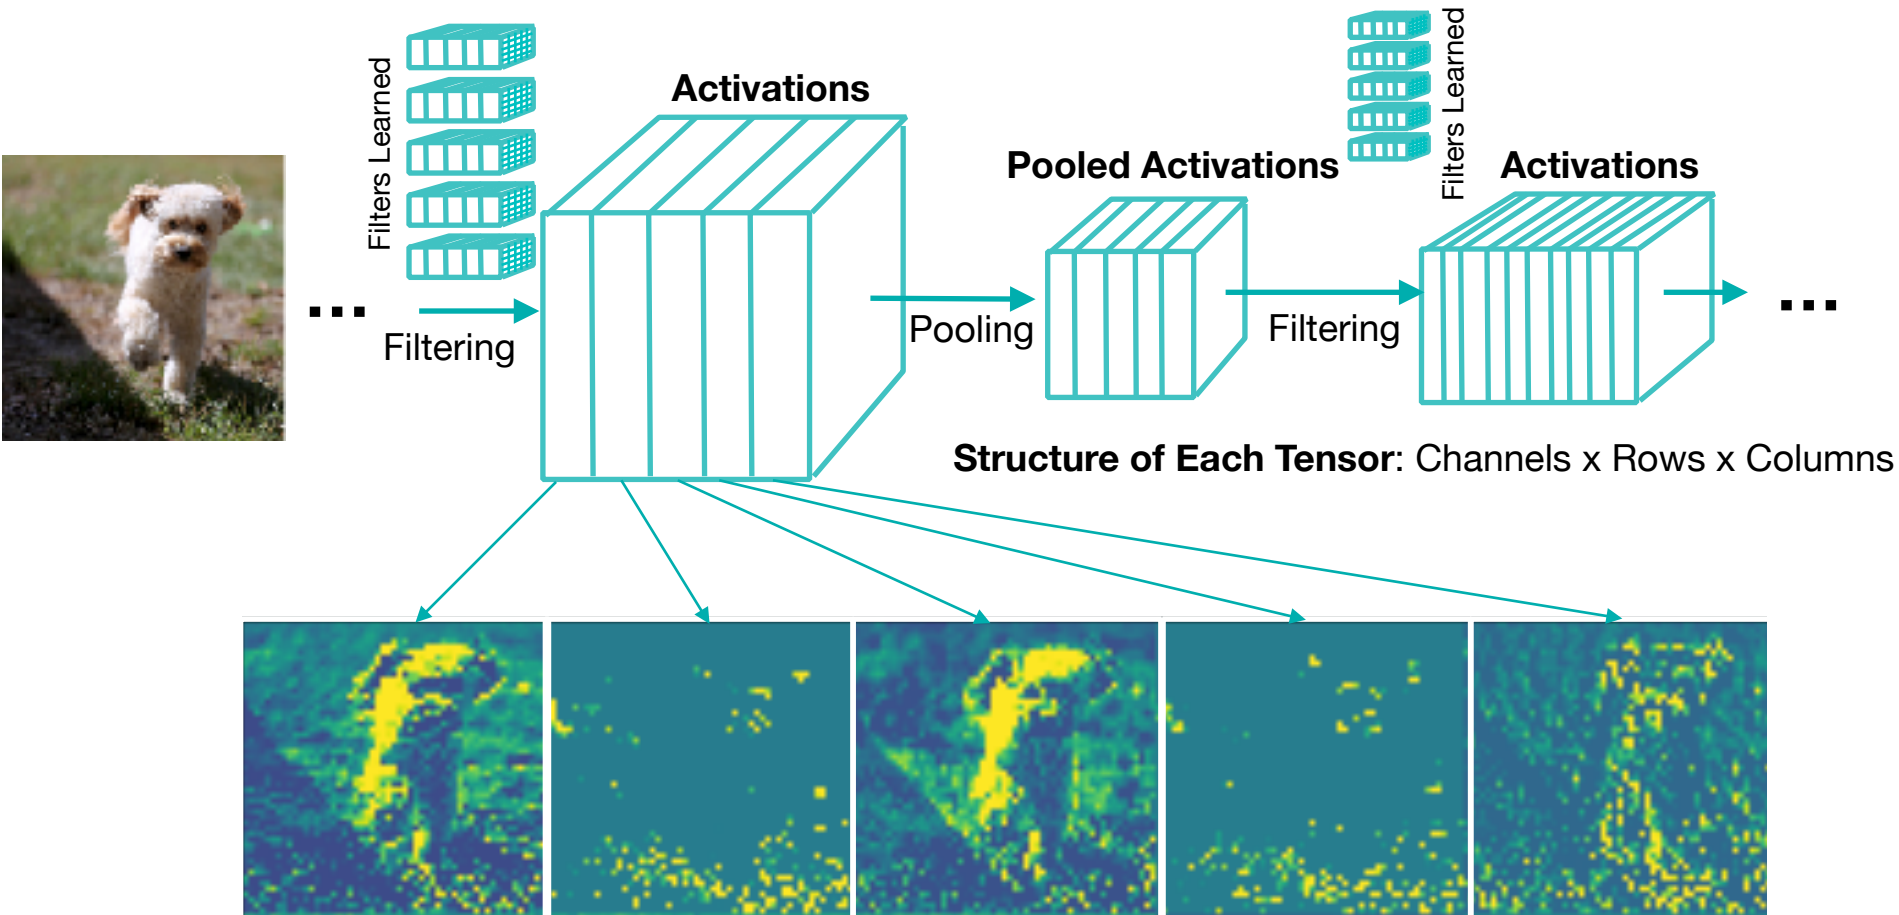 Filters Learned
Activations
Filters Learned
Pooled Activations
Activations
...
Filtering
Pooling
Filtering
...
Structure of Each Tensor: Channels x Rows x Columns